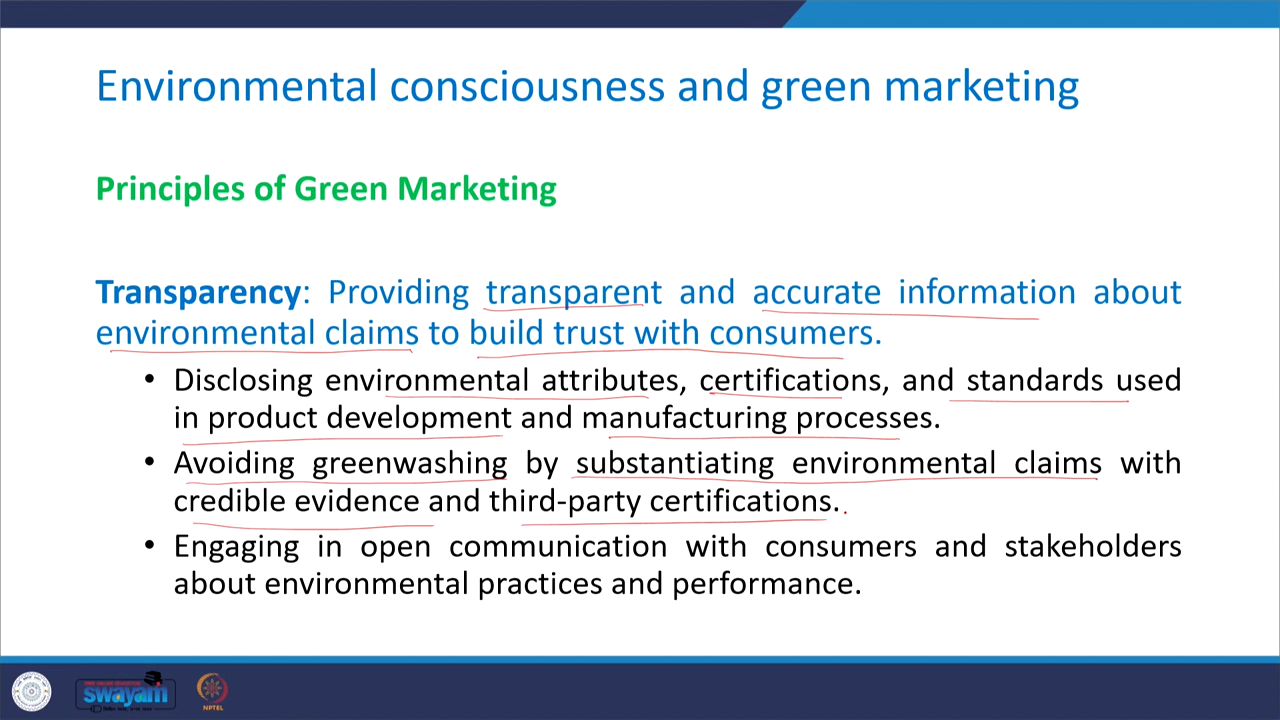 Environmental consciousness and green marketing
Principles of Green Marketing
Transparency: Providing transparent and accurate information about
environmental claims to build trust with consumers.
• Disclosing environmental attributes, certifications, and standards used
in product development and manufacturing processes.
• Avoiding greenwashing by substantiating environmental claims with
credible evidence and third-party certifications.
• Engaging in open communication with consumers and stakeholders
about environmental practices and performance.
swayam
NPTEL